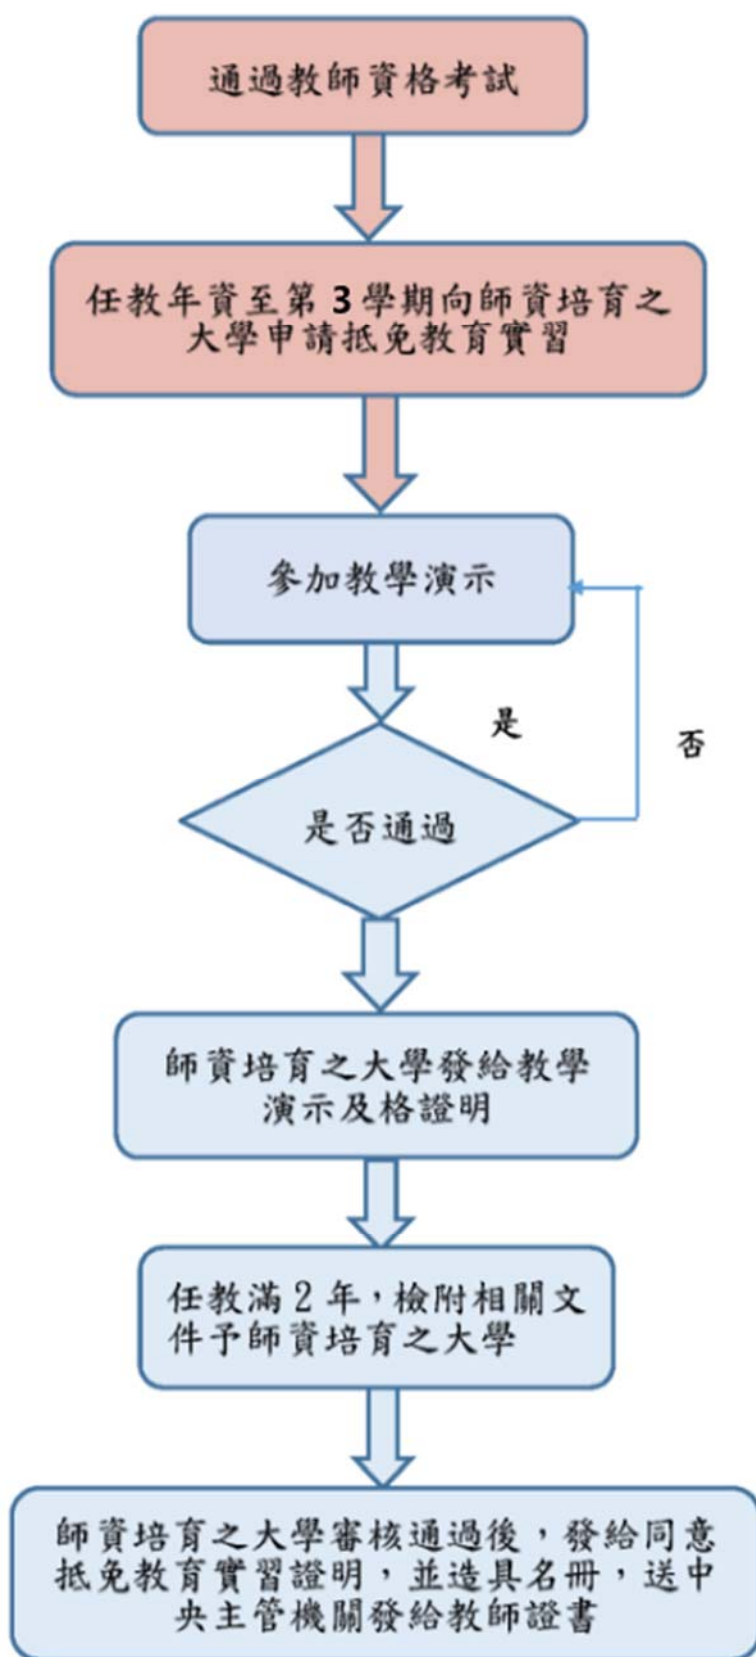 通過教師資格考試
任教年資至第3學期向師資培育之
大學申請抵免教育實習
參加教學演示
是
否
是否通過
師資培育之大學發給教學
演示及格證明
任教滿2年，檢附相關文
件予師資培育之大學
師資培育之大學審核通過後，發給同意
抵免教育實習證明，並造具名冊，送中
央主管機關發給教師證書